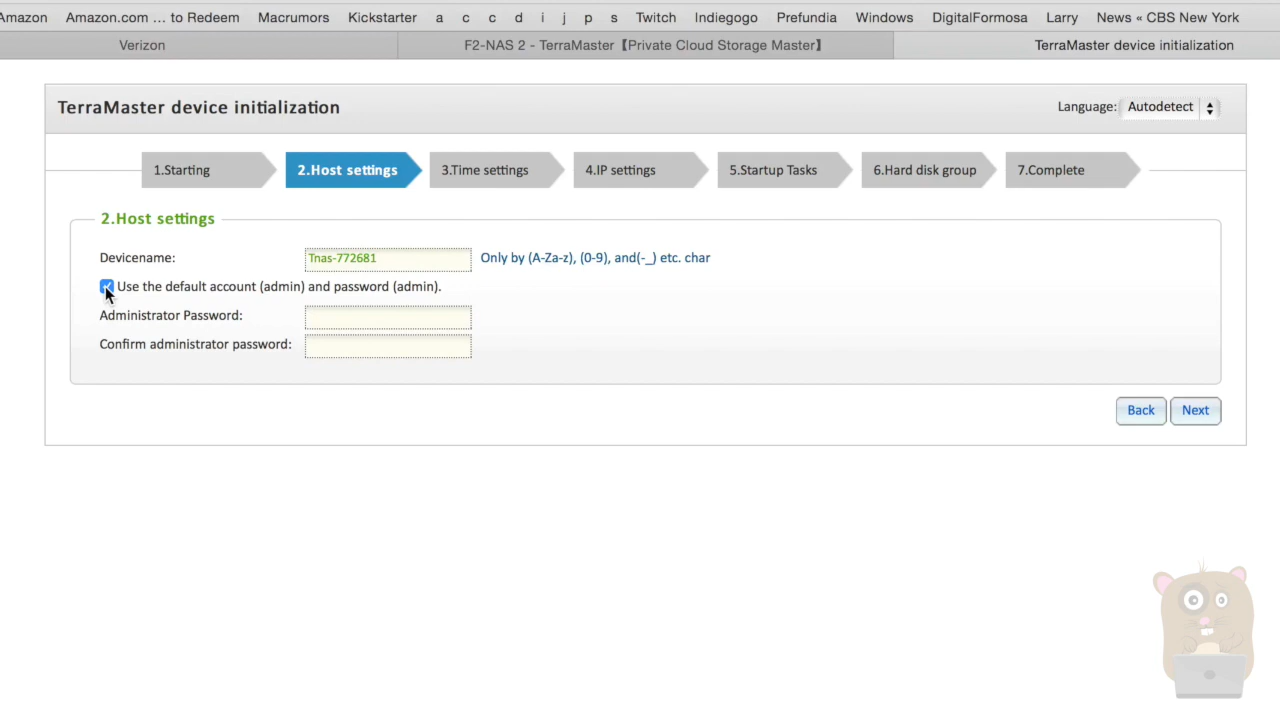 Amazon Amazon.com ... to Redeem Macrumors Kickstarter a c c d i j p s Twitch Indiegogo Prefundia Windows DigitalFormosa Larry News « CBS New York
Verizon F2-NAS 2 - TerraMaster【Private Cloud Storage Master】 TerraMaster device initialization
TerraMaster device initialization Language: Autodetect
1.Starting 2.Host settings 3.Time settings 4.IP settings 5.Startup Tasks 6.Hard disk group 7.Complete
2.Host settings
Devicename: Tnas-772681 Only by (A-Za-z), (0-9), and(-_) etc. char
Use the default account (admin) and password (admin).
Administrator Password:
Confirm administrator password:
Back Next